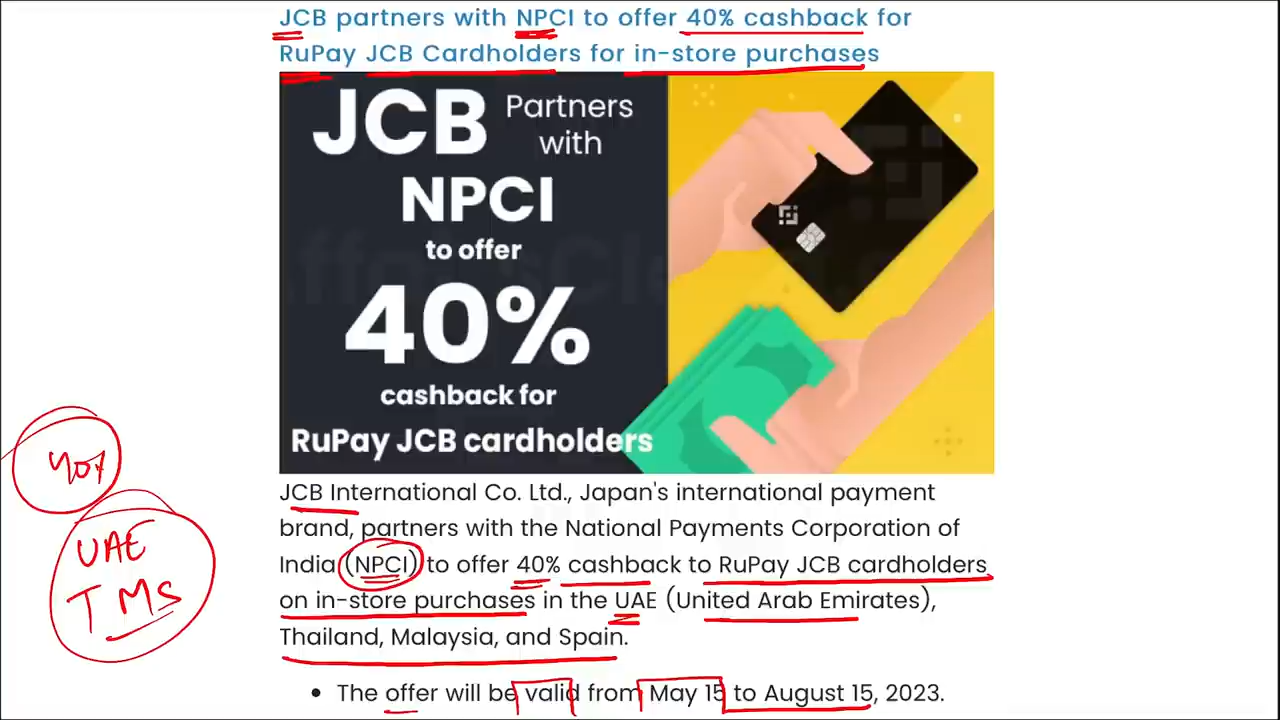 JCB partners with NPCI to offer 40% cashback for
RuPay JCB Cardholders for in-store purchases
JCB Partners
with
NPCI
to offer
40%
cashback for
RuPay JCB cardholders
40%
UAE
TMS
JCB International Co. Ltd., Japan's international payment
brand, partners with the National Payments Corporation of
India (NPCI) to offer 40% cashback to RuPay JCB cardholders
on in-store purchases in the UAE (United Arab Emirates),
Thailand, Malaysia, and Spain.
• The offer will be valid from May 15 to August 15, 2023.